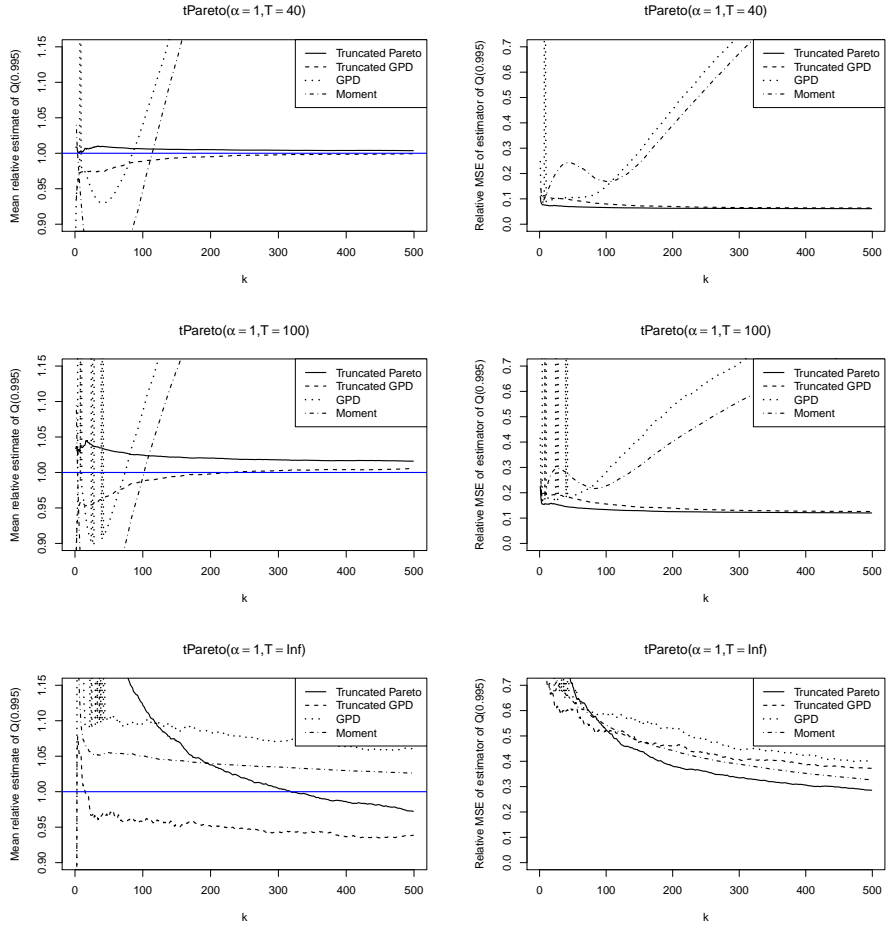 tPareto(α = 1,T = 40)
Mean relative estimate of Q(0.995)
1.15
1.10
1.05
1.00
0.95
0.90
Truncated Pareto
Truncated GPD
GPD
Moment
0 100 200 300 400 500
k
tPareto(α = 1,T = 40)
Relative MSE of estimator of Q(0.995)
0.7
0.6
0.5
0.4
0.3
0.2
0.1
0.0
Truncated Pareto
Truncated GPD
GPD
Moment
0 100 200 300 400 500
k
tPareto(α = 1,T = 100)
Mean relative estimate of Q(0.995)
1.15
1.10
1.05
1.00
0.95
0.90
Truncated Pareto
Truncated GPD
GPD
Moment
0 100 200 300 400 500
k
tPareto(α = 1,T = 100)
Relative MSE of estimator of Q(0.995)
0.7
0.6
0.5
0.4
0.3
0.2
0.1
0.0
Truncated Pareto
Truncated GPD
GPD
Moment
0 100 200 300 400 500
k
tPareto(α = 1,T = Inf)
Mean relative estimate of Q(0.995)
1.15
1.10
1.05
1.00
0.95
0.90
Truncated Pareto
Truncated GPD
GPD
Moment
0 100 200 300 400 500
k
tPareto(α = 1,T = Inf)
Relative MSE of estimator of Q(0.995)
0.7
0.6
0.5
0.4
0.3
0.2
0.1
0.0
Truncated Pareto
Truncated GPD
GPD
Moment
0 100 200 300 400 500
k